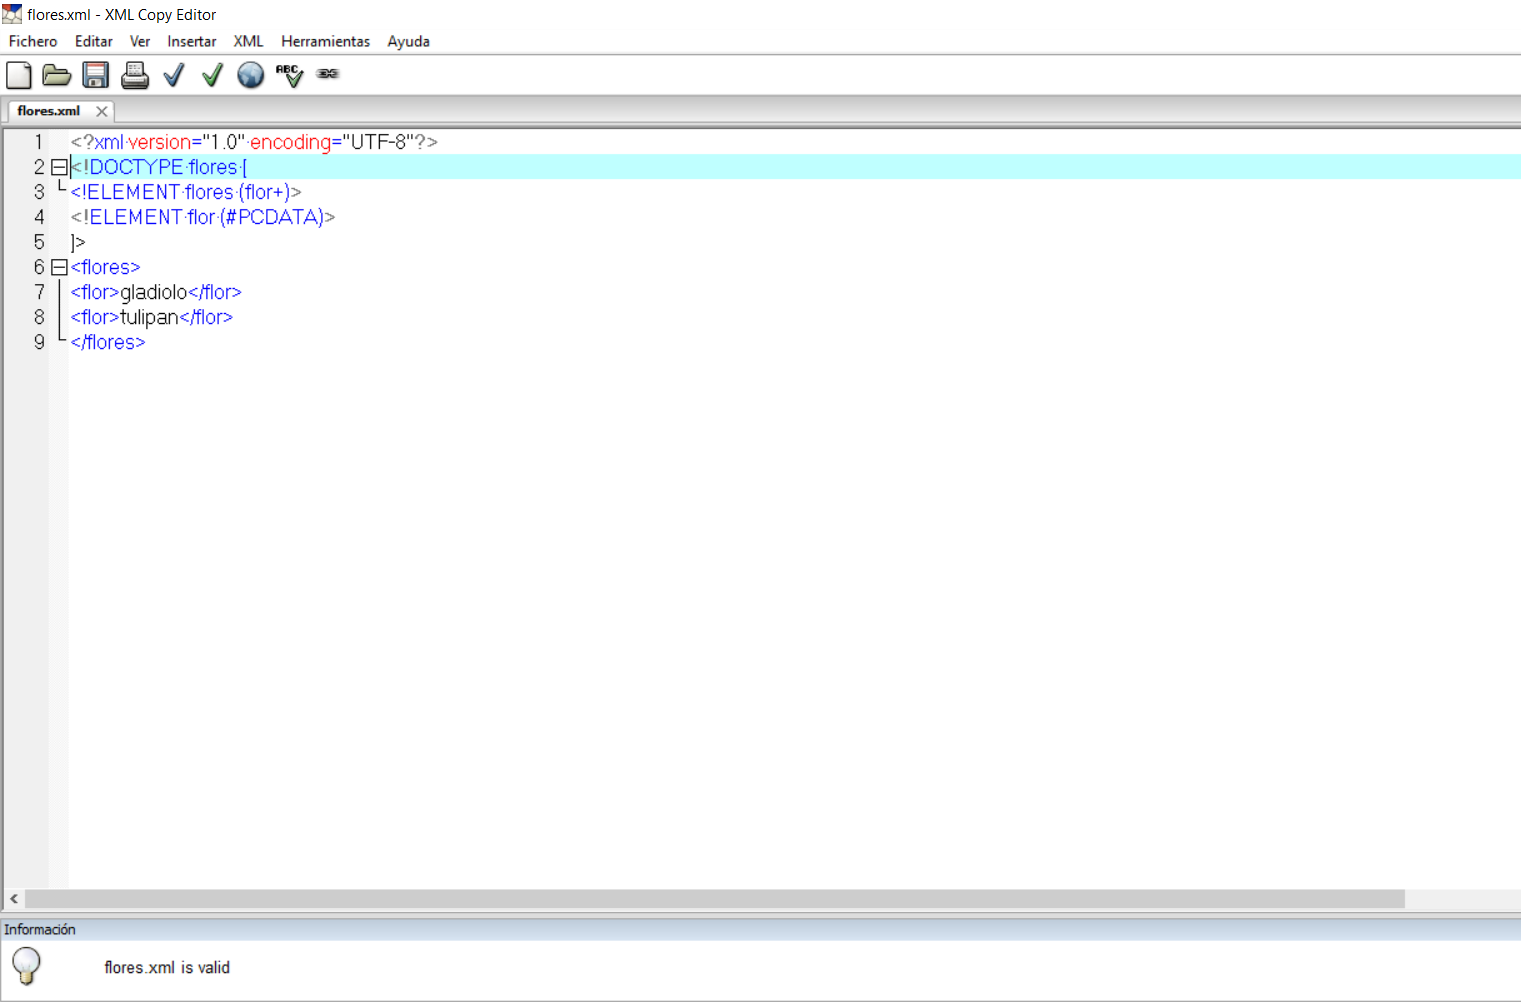 flores.xml - XML Copy Editor
Fichero Editar Ver Insertar XML Herramientas Ayuda
ABC
flores.xml
1 <?xml version="1.0" encoding="UTF-8"?>
2 <!DOCTYPE flores [
3 <!ELEMENT flores (flor+)>
4 <!ELEMENT flor (#PCDATA)>
5 ]>
6 <flores>
7 <flor>gladiolo</flor>
8 <flor>tulipan</flor>
9 </flores>
Información
flores.xml is valid